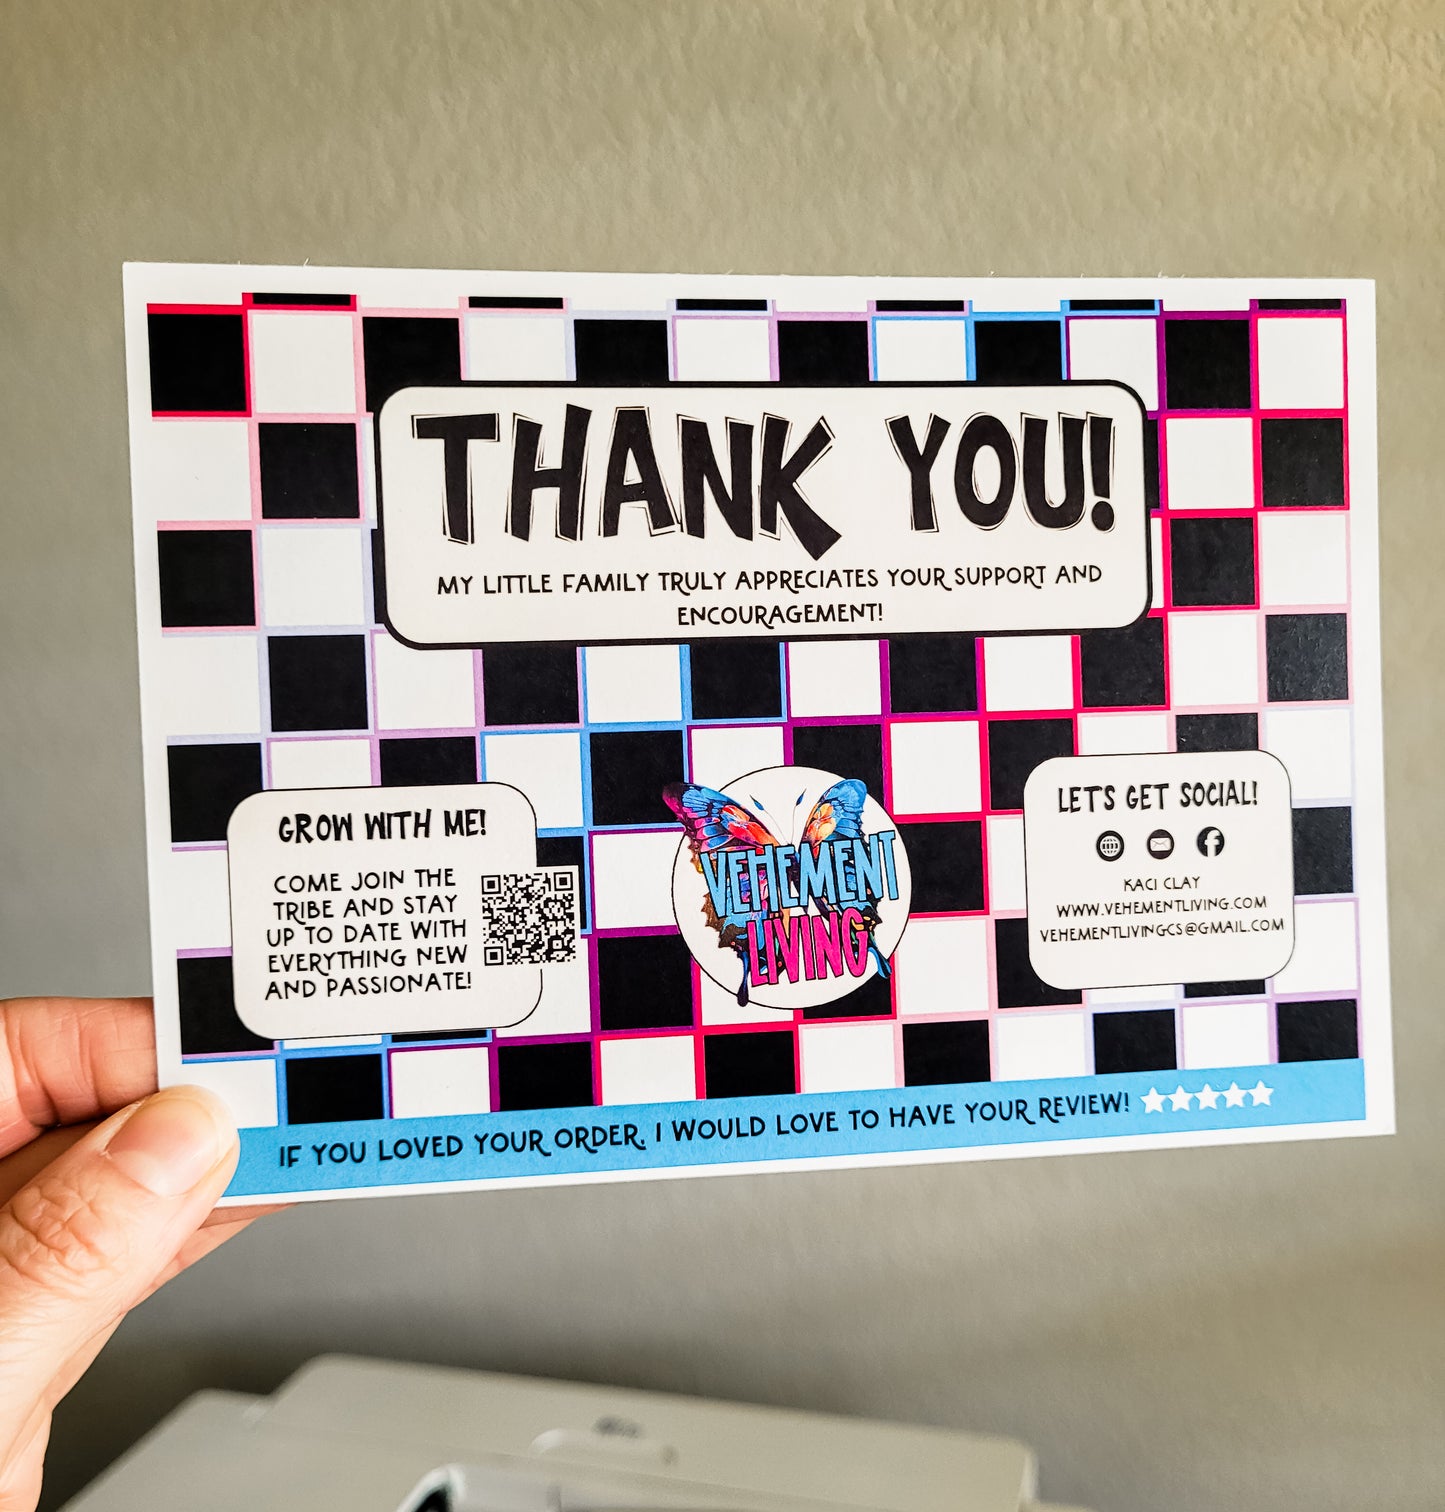 THANK YOU!
MY LITTLE FAMILY TRULY APPRECIATES YOUR SUPPORT AND
ENCOURAGEMENT!
GROW WITH ME!
COME JOIN THE
TRIBE AND STAY
UP TO DATE WITH
EVERYTHING NEW
AND PASSIONATE!
VEHEMENT
LIVING
LET'S GET SOCIAL!
KACI CLAY
WWW.VEHEMENTLIVING.COM
VEHEMENTLIVINGCS@GMAIL.COM
IF YOU LOVED YOUR ORDER, I WOULD LOVE TO HAVE YOUR REVIEW!